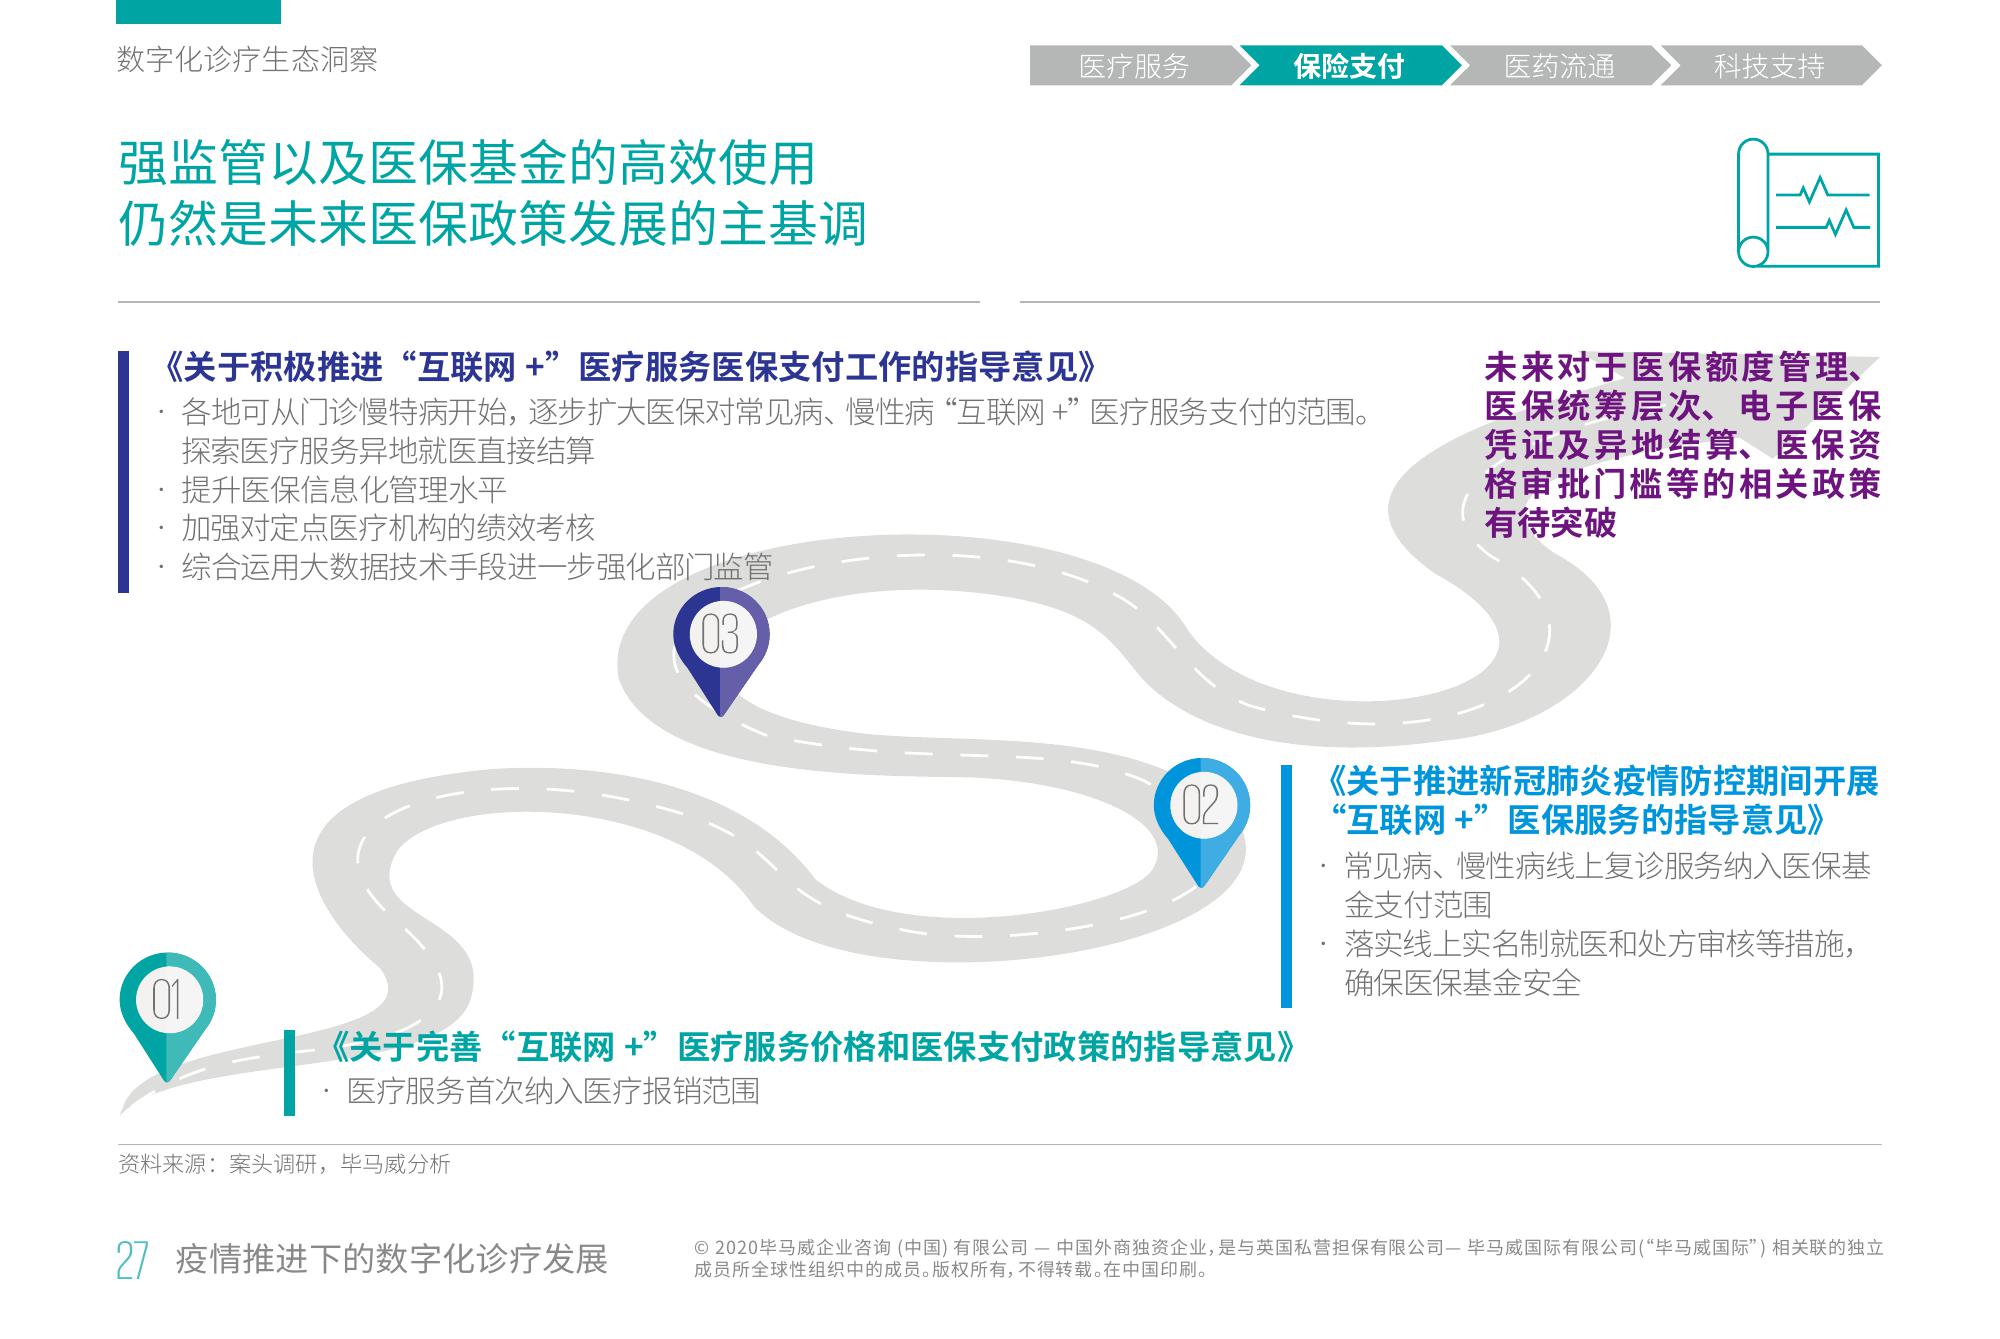 数字化诊疗生态洞察
医疗服务
保险支付
医药流通
科技支持
强监管以及医保基金的高效使用
仍然是未来医保政策发展的主基调
《关于积极推进“互联网+”医疗服务医保支付工作的指导意见》
· 各地可从门诊慢特病开始，逐步扩大医保对常见病、慢性病“互联网+”医疗服务支付的范围。
探索医疗服务异地就医直接结算
· 提升医保信息化管理水平
· 加强对定点医疗机构的绩效考核
· 综合运用大数据技术手段进一步强化部门监管
未来对于医保额度管理、
医保统筹层次、电子医保
凭证及异地结算、医保资
格审批门槛等的相关政策
有待突破
03
02
《关于推进新冠肺炎疫情防控期间开展
“互联网+”医保服务的指导意见》
· 常见病、慢性病线上复诊服务纳入医保基
金支付范围
· 落实线上实名制就医和处方审核等措施，
确保医保基金安全
01
《关于完善“互联网+”医疗服务价格和医保支付政策的指导意见》
· 医疗服务首次纳入医疗报销范围
资料来源：案头调研，毕马威分析
27 疫情推进下的数字化诊疗发展
© 2020毕马威企业咨询 (中国) 有限公司 — 中国外商独资企业，是与英国私营担保有限公司— 毕马威国际有限公司(“毕马威国际”) 相关联的独立
成员所全球性组织中的成员。版权所有，不得转载。在中国印刷。